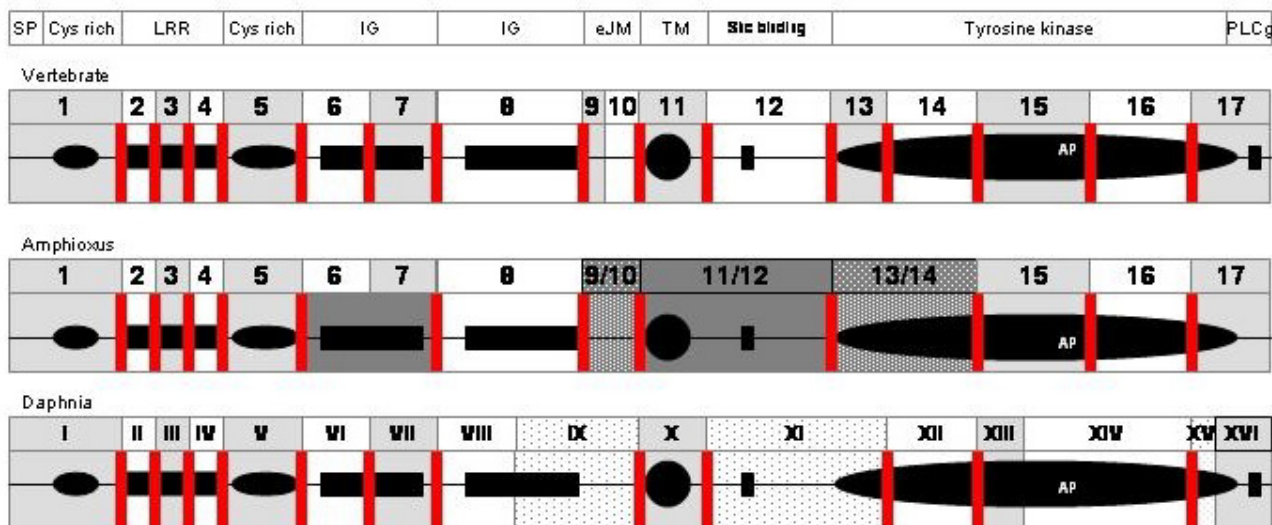 SP Cys rich LRR Cys rich IG IG eJM TM Shc binding Tyrosine kinase PLCg
Vertebrate
1 2 3 4 5 6 7 8 9 10 11 12 13 14 15 16 17
AP
Amphioxus
1 2 3 4 5 6 7 8 9/10 11/12 13/14 15 16 17
AP
Daphnia
I II III IV V VI VII VIII IX X XI XII XIII XIV XV XVI
AP